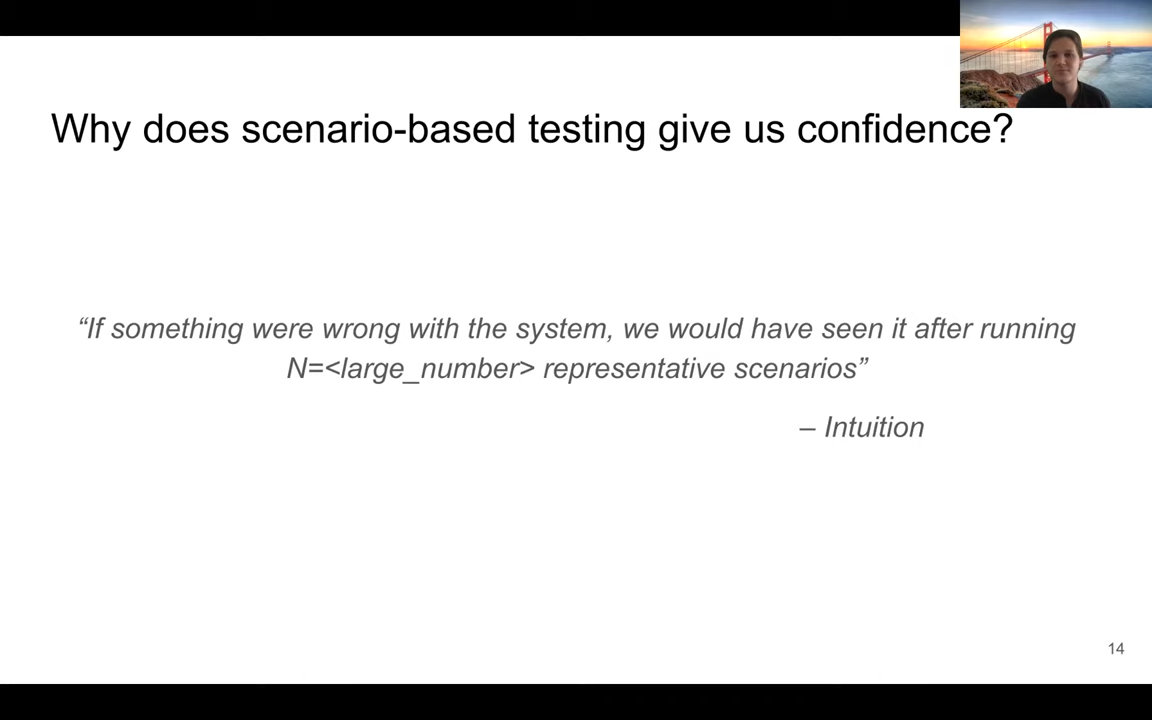 Why does scenario-based testing give us confidence?
“If something were wrong with the system, we would have seen it after running
N=<large_number> representative scenarios”
– Intuition
14